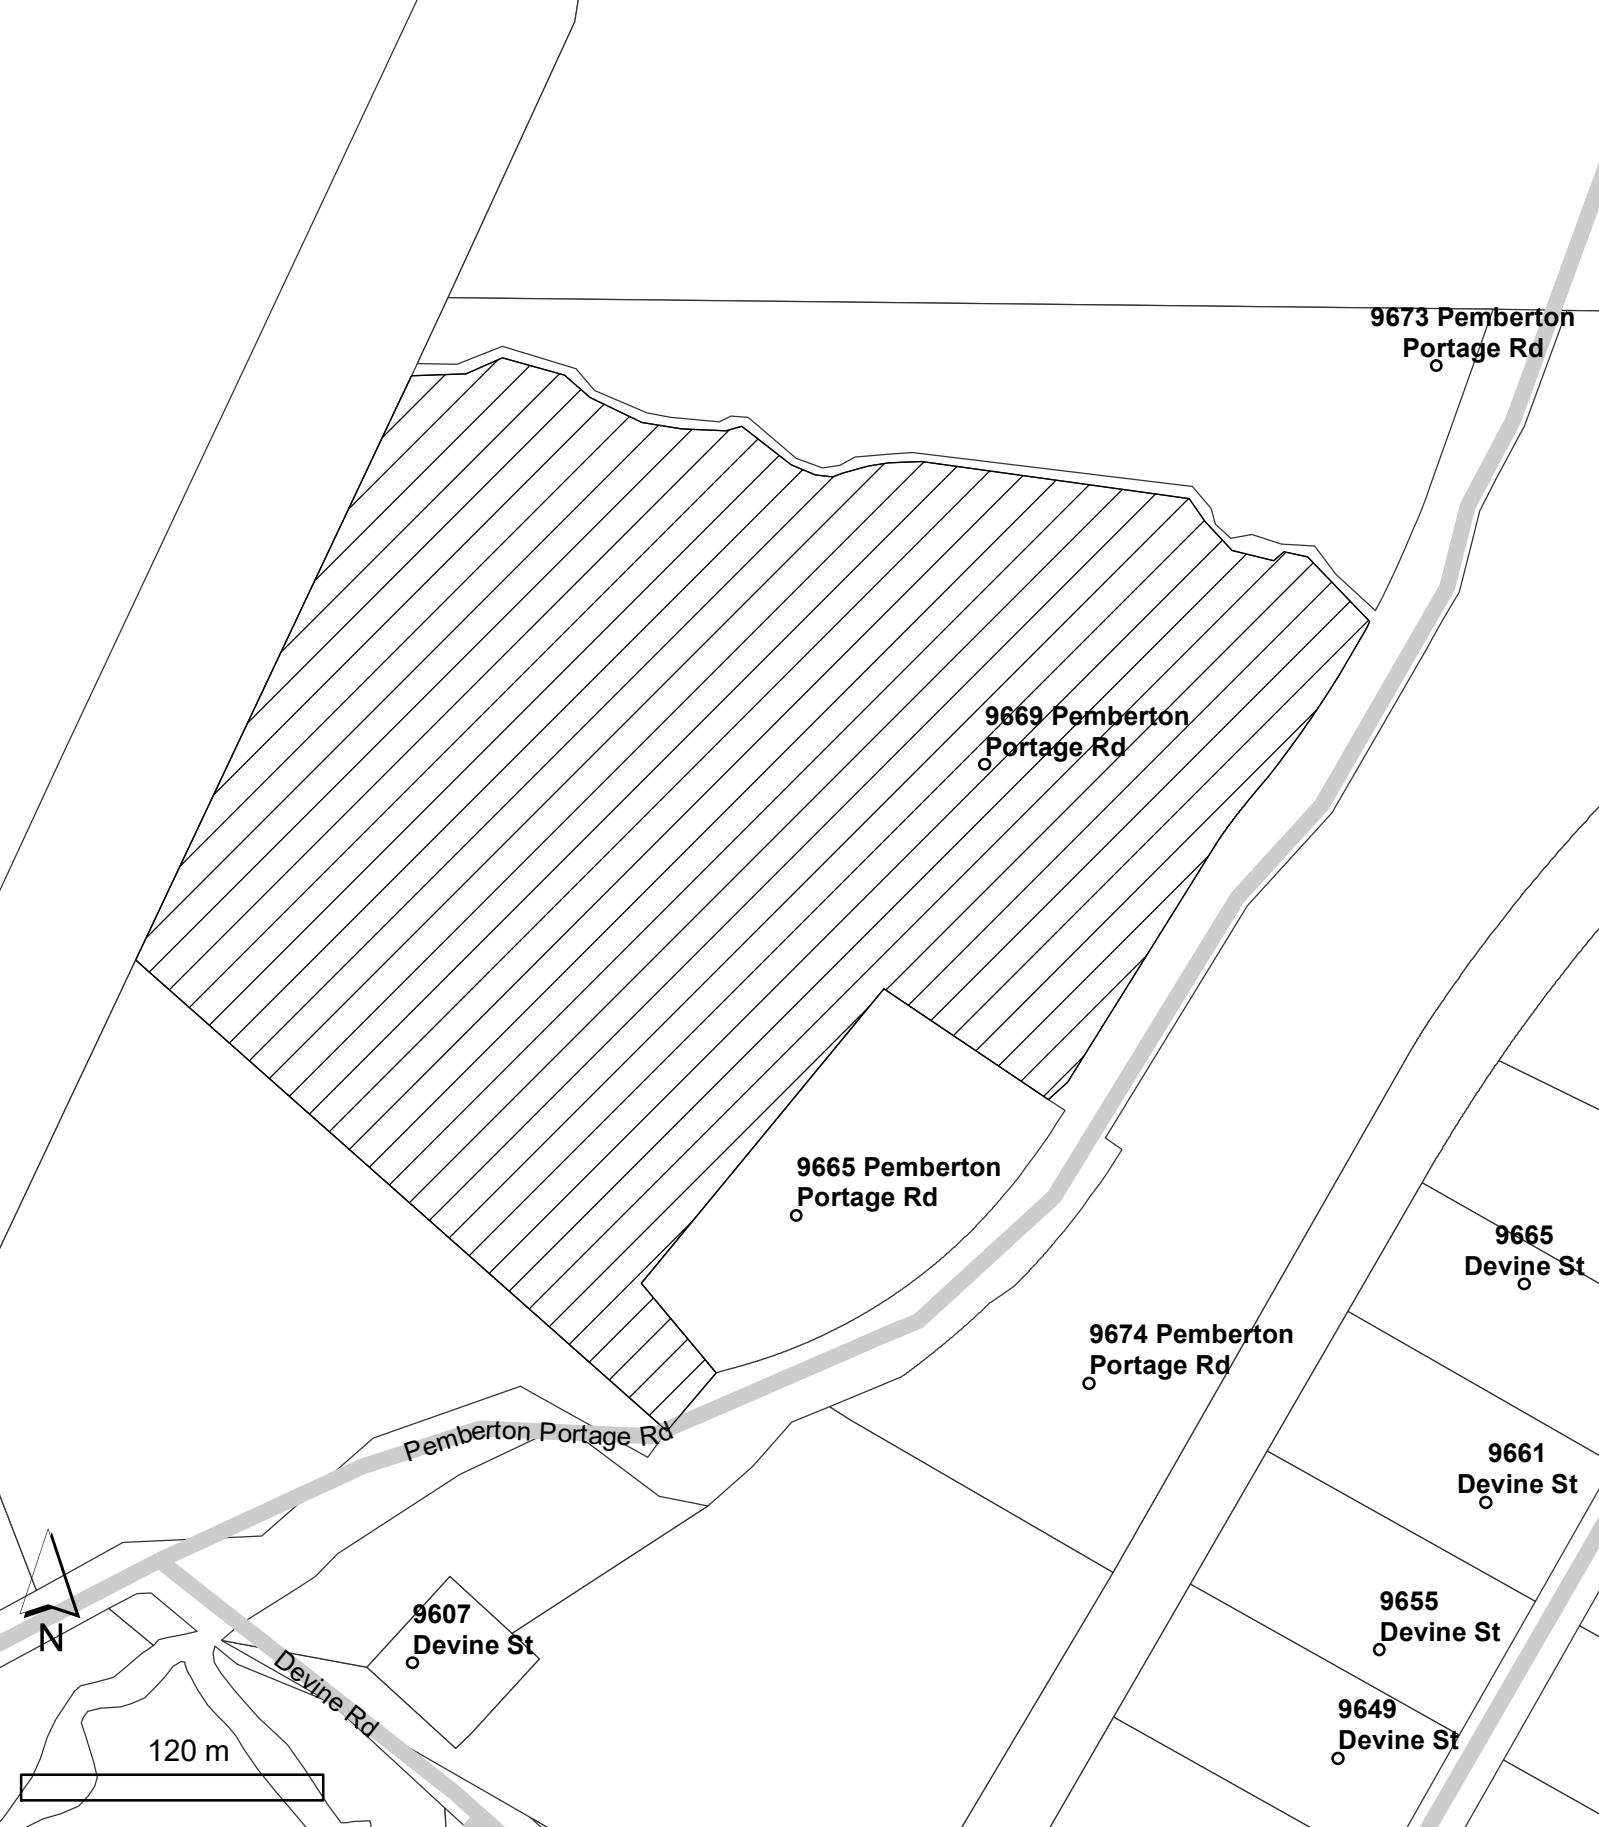 9673 Pemberton
Portage Rd
9669 Pemberton
Portage Rd
9665 Pemberton
Portage Rd
9665
Devine St
9674 Pemberton
Portage Rd
Pemberton Portage Rd
9661
Devine St
9655
Devine St
9607
Devine St
N
Devine Rd
9649
Devine St
120 m